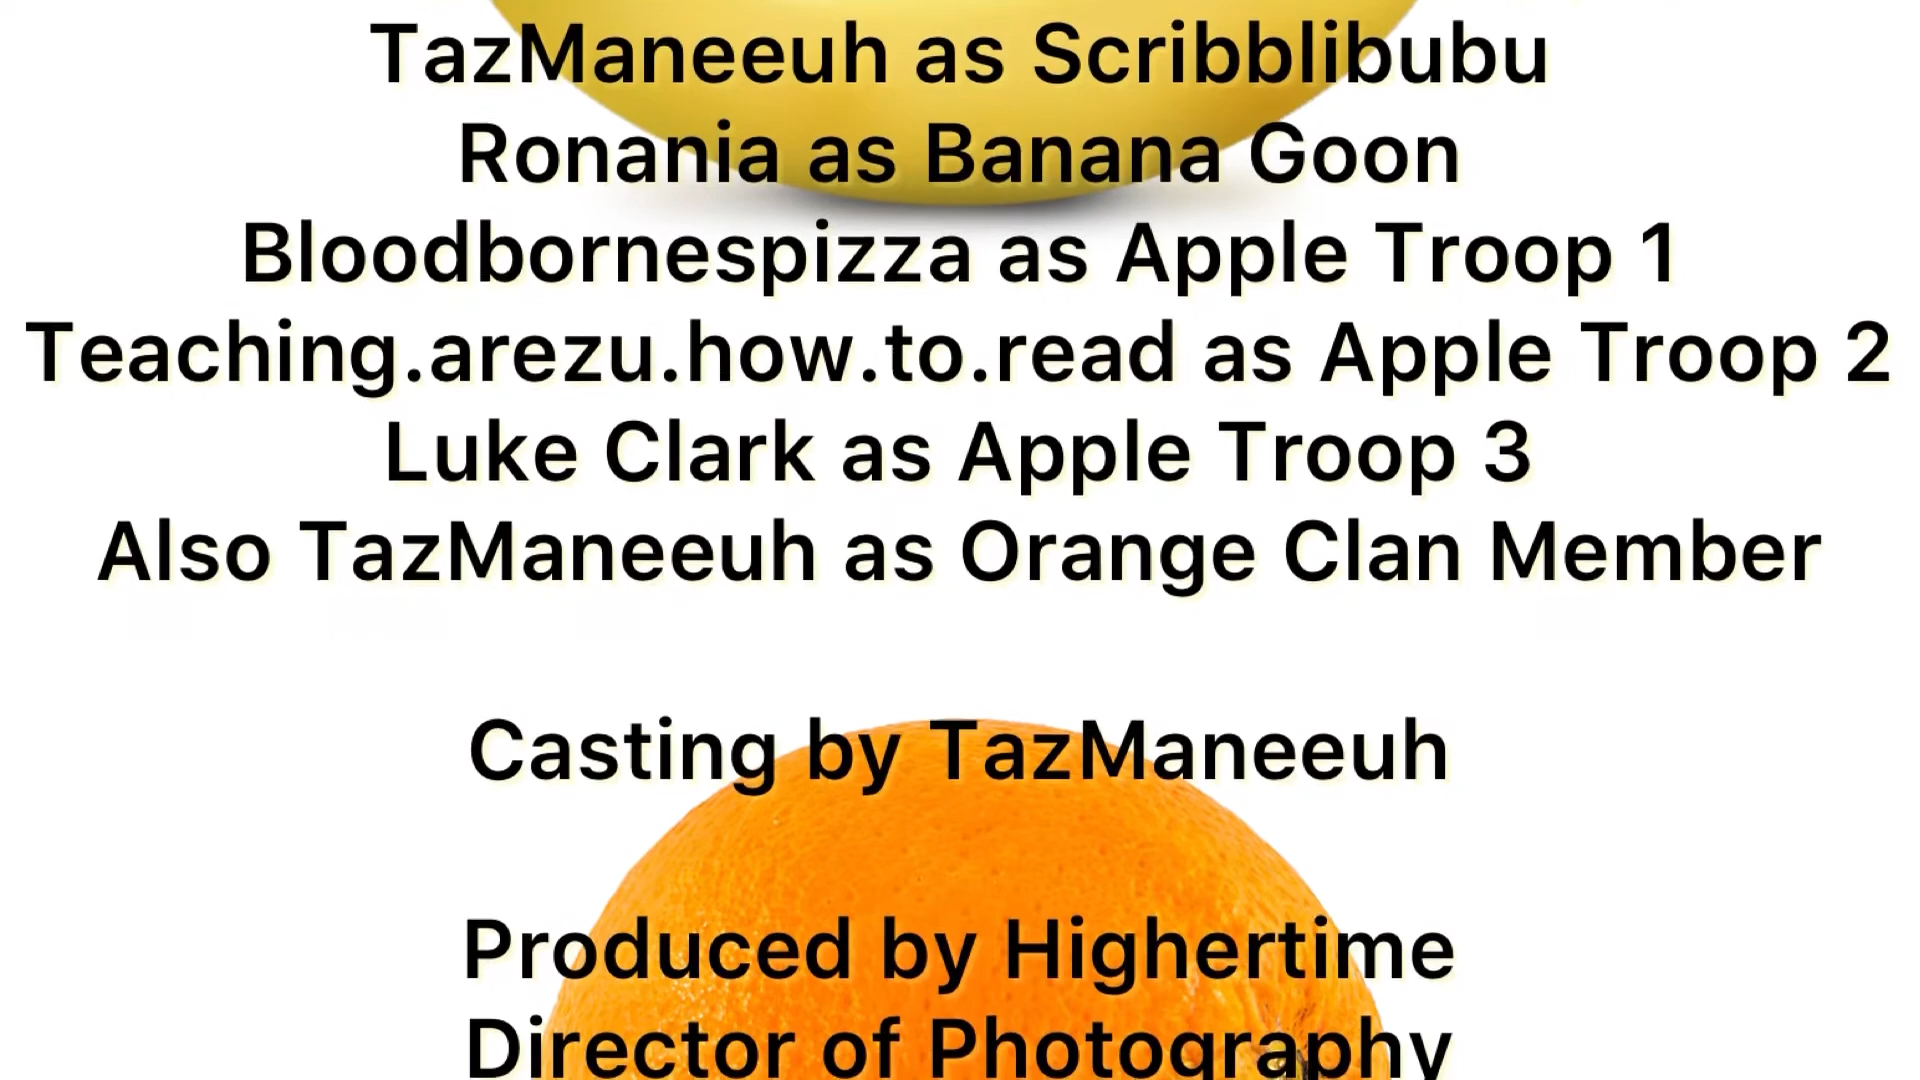 TazManeeuh as Scribblibubu
Ronania as Banana Goon
Bloodbornespizza as Apple Troop 1
Teaching.arezu.how.to.read as Apple Troop 2
Luke Clark as Apple Troop 3
Also TazManeeuh as Orange Clan Member
Casting by TazManeeuh
Produced by Highertime
Director of Photography